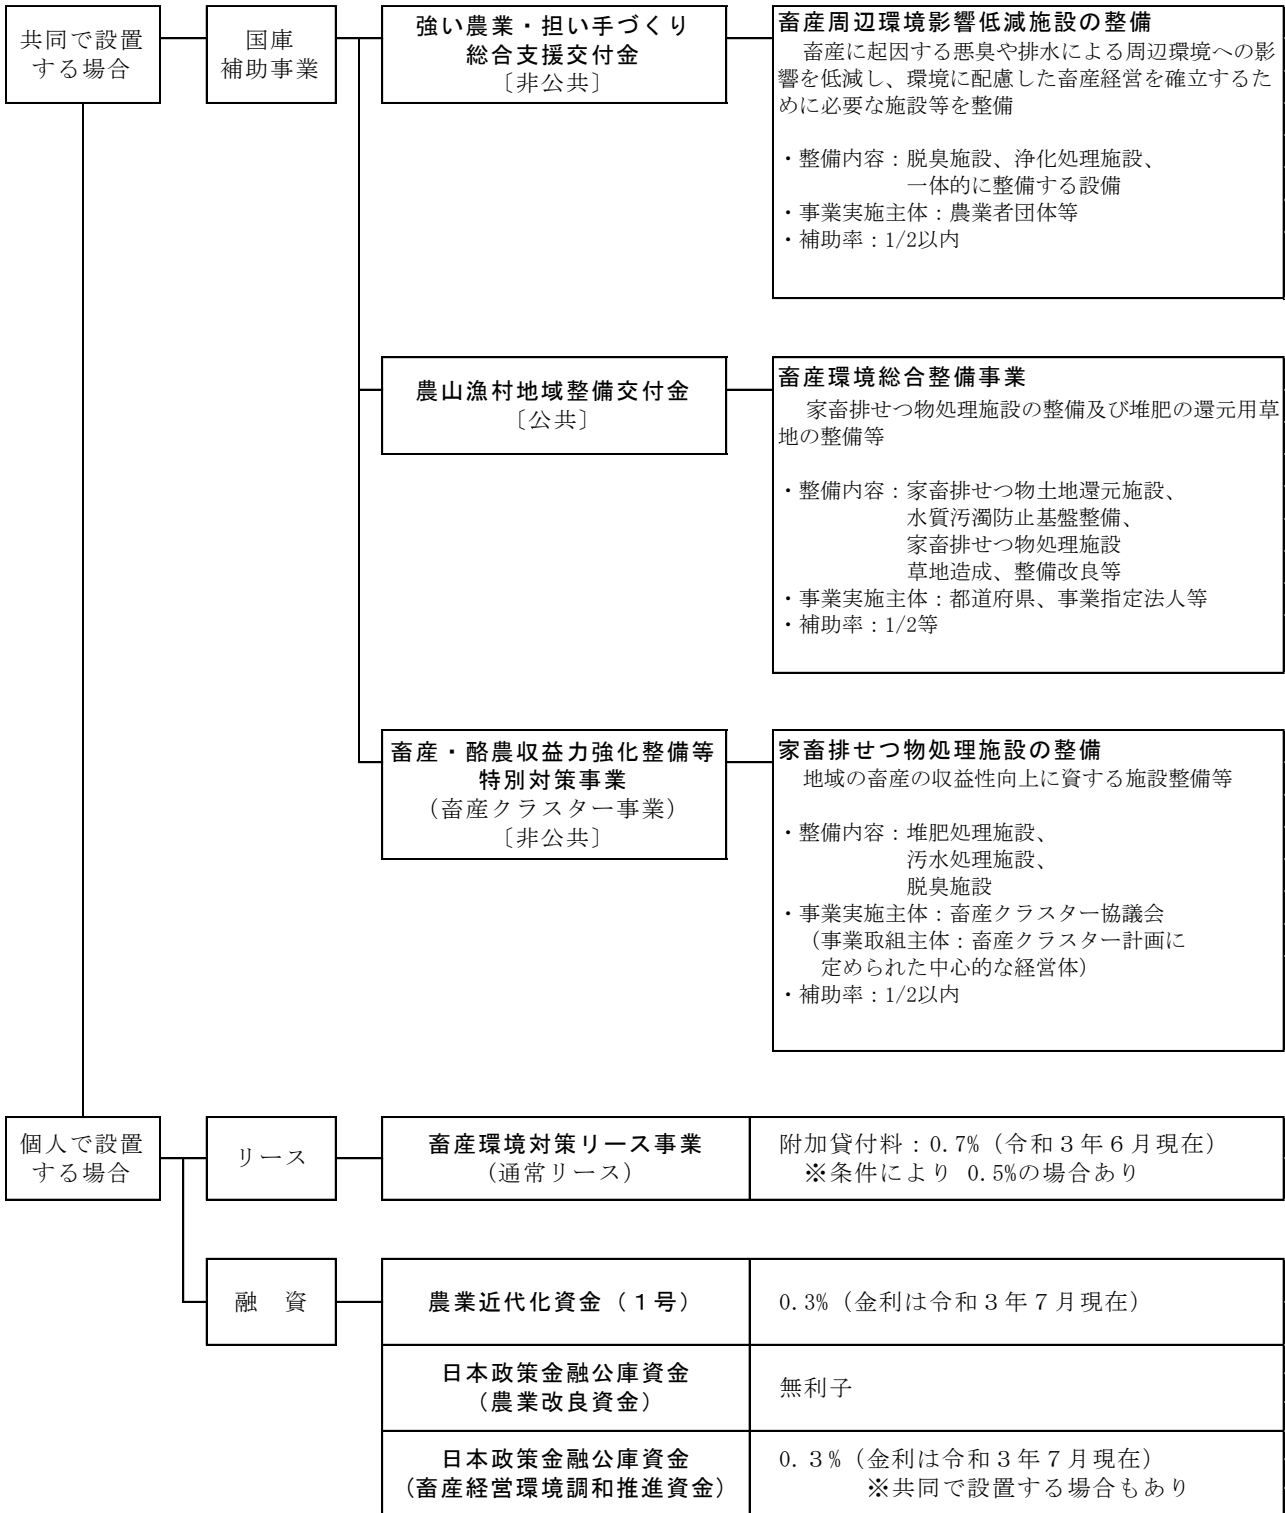 共同で設置
する場合
国庫
補助事業
強い農業・担い手づくり
総合支援交付金
〔非公共〕
畜産周辺環境影響低減施設の整備
畜産に起因する悪臭や排水による周辺環境への影
響を低減し、環境に配慮した畜産経営を確立するた
めに必要な施設等を整備
・整備内容：脱臭施設、浄化処理施設、
一体的に整備する設備
・事業実施主体：農業者団体等
・補助率：1/2以内
農山漁村地域整備交付金
〔公共〕
畜産環境総合整備事業
家畜排せつ物処理施設の整備及び堆肥の還元用草
地の整備等
・整備内容：家畜排せつ物土地還元施設、
水質汚濁防止基盤整備、
家畜排せつ物処理施設
草地造成、整備改良等
・事業実施主体：都道府県、事業指定法人等
・補助率：1/2等
畜産・酪農収益力強化整備等
特別対策事業
（畜産クラスター事業）
〔非公共〕
家畜排せつ物処理施設の整備
地域の畜産の収益性向上に資する施設整備等
・整備内容：堆肥処理施設、
汚水処理施設、
脱臭施設
・事業実施主体：畜産クラスター協議会
（事業取組主体：畜産クラスター計画に
定められた中心的な経営体）
・補助率：1/2以内
個人で設置
する場合
リース
畜産環境対策リース事業
（通常リース）
附加貸付料：0.7%（令和３年６月現在）
※条件により 0.5%の場合あり
融　資
農業近代化資金（１号）
0.3%（金利は令和３年７月現在）
日本政策金融公庫資金
（農業改良資金）
無利子
日本政策金融公庫資金
（畜産経営環境調和推進資金）
0.３%（金利は令和３年７月現在）
※共同で設置する場合もあり